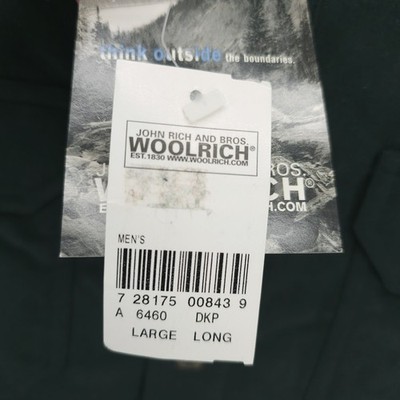 think outside the boundaries.
JOHN RICH AND BROS.
WOOLRICH®
EST.1830 WWW.WOOLRICH.COM
MEN'S
7 28175 00843 9
A 6460 DKP
LARGE LONG